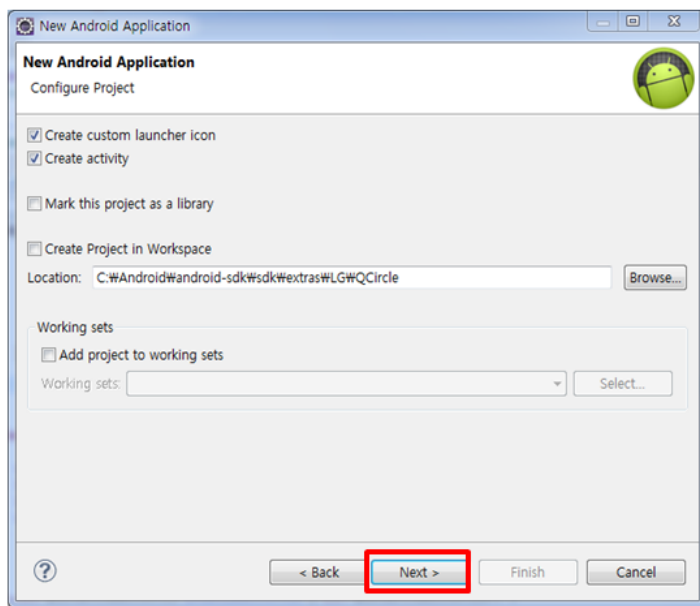 New Android Application
New Android Application
Configure Project
Create custom launcher icon
Create activity
Mark this project as a library
Create Project in Workspace
Location: C:₩Android₩android-sdk₩sdk₩extras₩LG₩QCircle Browse...
Working sets
Add project to working sets
Working sets: Select...
< Back Next > Finish Cancel